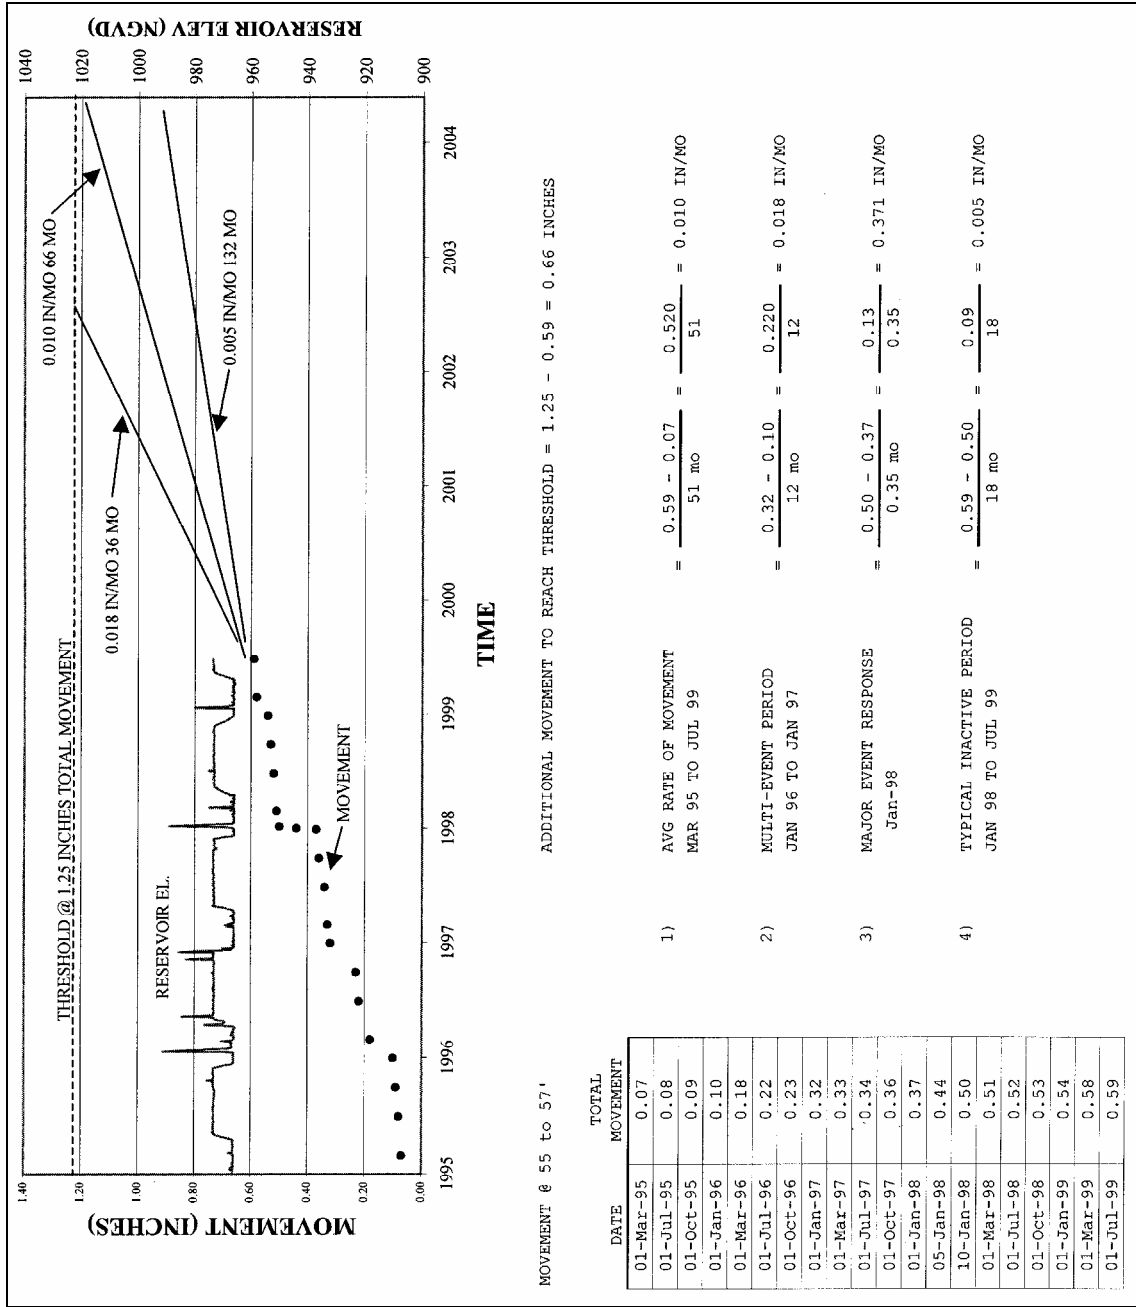 MOVEMENT (INCHES)
1.40
1.20
1.00
0.80
0.60
0.40
0.20
0.00
RESERVOIR ELEV (NGVD)
1040
1020
1000
980
960
940
920
900
THRESHOLD @ 1.25 INCHES TOTAL MOVEMENT
0.018 IN/MO 36 MO
0.010 IN/MO 66 MO
0.005 IN/MO 132 MO
RESERVOIR EL.
MOVEMENT
1995
1996
1997
1998
1999
2000
2001
2002
2003
2004
TIME
MOVEMENT @ 55 to 57'
ADDITIONAL MOVEMENT TO REACH THRESHOLD = 1.25 - 0.59 = 0.66 INCHES
TOTAL
DATE MOVEMENT
01-Mar-95 0.07
01-Jul-95 0.08
01-Oct-95 0.09
01-Jan-96 0.10
01-Mar-96 0.18
01-Jul-96 0.22
01-Oct-96 0.23
01-Jan-97 0.32
01-Mar-97 0.33
01-Jul-97 0.34
01-Oct-97 0.36
01-Jan-98 0.37
05-Jan-98 0.44
10-Jan-98 0.50
01-Mar-98 0.51
01-Jul-98 0.52
01-Oct-98 0.53
01-Jan-99 0.54
01-Mar-99 0.58
01-Jul-99 0.59
1) AVG RATE OF MOVEMENT = 0.59 - 0.07 = 0.520 = 0.010 IN/MO
MAR 95 TO JUL 99 51 mo 51
2) MULTI-EVENT PERIOD = 0.32 - 0.10 = 0.220 = 0.018 IN/MO
JAN 96 TO JAN 97 12 mo 12
3) MAJOR EVENT RESPONSE = 0.50 - 0.37 = 0.13 = 0.371 IN/MO
Jan-98 0.35 mo 0.35
4) TYPICAL INACTIVE PERIOD = 0.59 - 0.50 = 0.09 = 0.005 IN/MO
JAN 98 TO JUL 99 18 mo 18